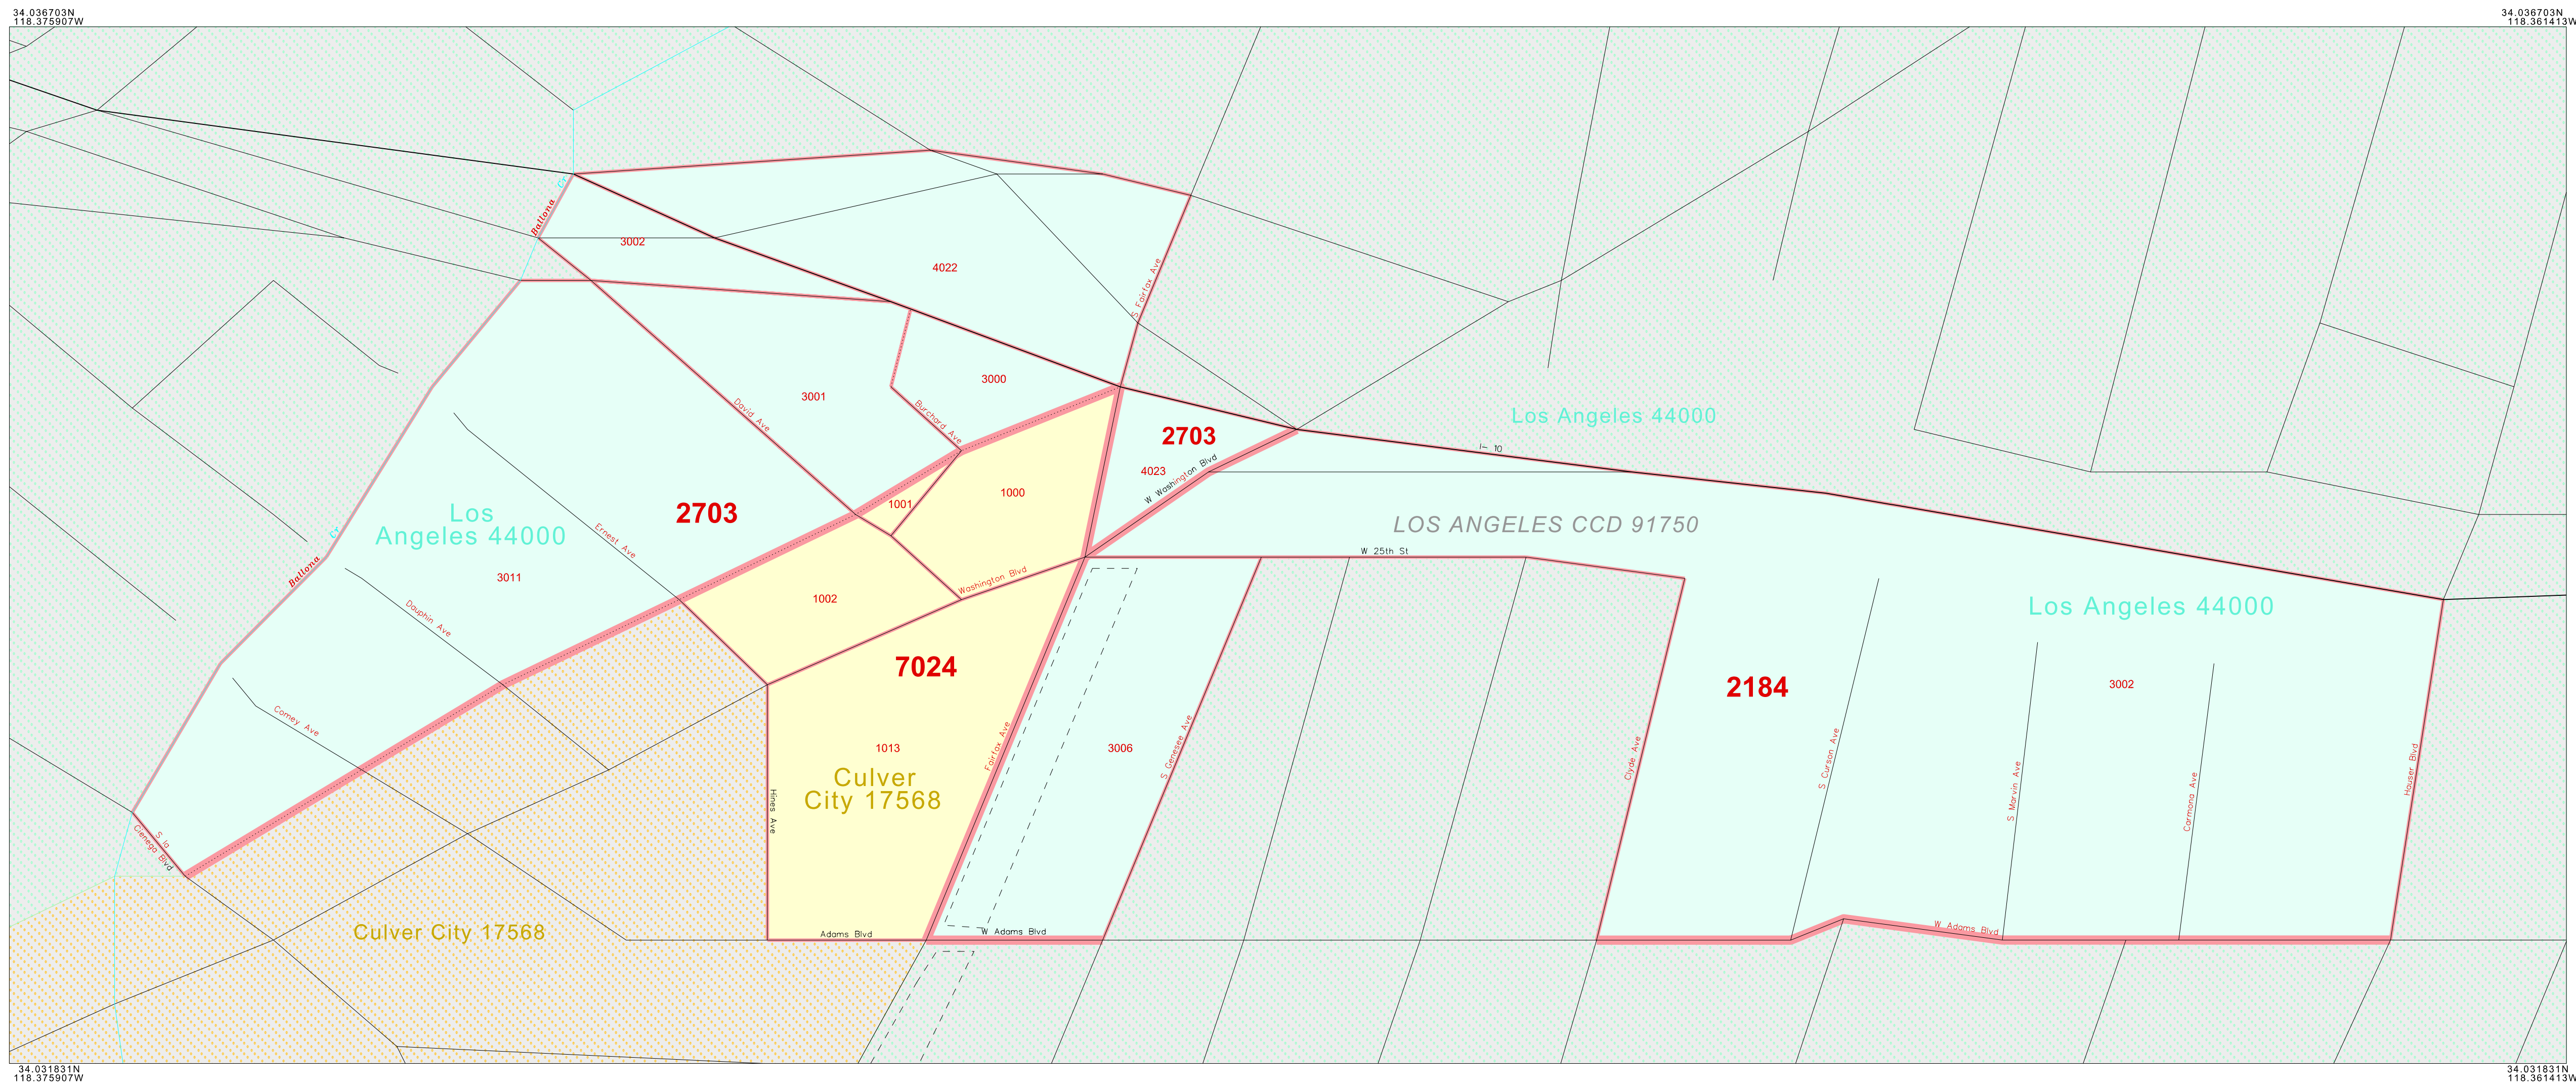 34.036703N
118.375907W
34.036703N
118.361413W
Cr
Ballona
3002
4022
S Fairfax Ave
3000
3001
David Ave
Burchard Ave
Los Angeles 44000
2703
4023
W Washington Blvd
I- 10
1000
1001
2703
Los
Angeles 44000
LOS ANGELES CCD 91750
Cr
Ballona
Ernest Ave
W 25th St
3011
Washington Blvd
1002
Dauphin Ave
Los Angeles 44000
7024
2184
3002
Comey Ave
1013
Fairfax Ave
3006
S Genesee Ave
Clyde Ave
S Curson Ave
S Marvin Ave
Carmona Ave
Hauser Blvd
Culver
City 17568
Hines Ave
S la
Cienega Blvd
Culver City 17568
Adams Blvd
W Adams Blvd
W Adams Blvd
34.031831N
118.375907W
34.031831N
118.361413W